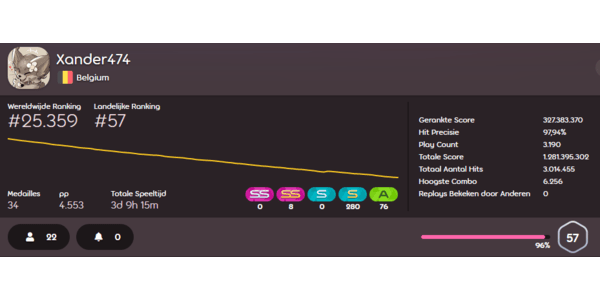 Xander474
Belgium
Wereldwijde Ranking Landelijke Ranking
#25.359 #57
Gerankte Score 327.383.370
Hit Precisie 97,94%
Play Count 3.190
Totale Score 1.281.395.302
Totaal Aantal Hits 3.014.455
Hoogste Combo 6.256
Replays Bekeken door Anderen 0
Medailles pp Totale Speeltijd
34 4.553 3d 9h 15m
SS SS S S A
0 8 0 280 76
22 0
96% 57